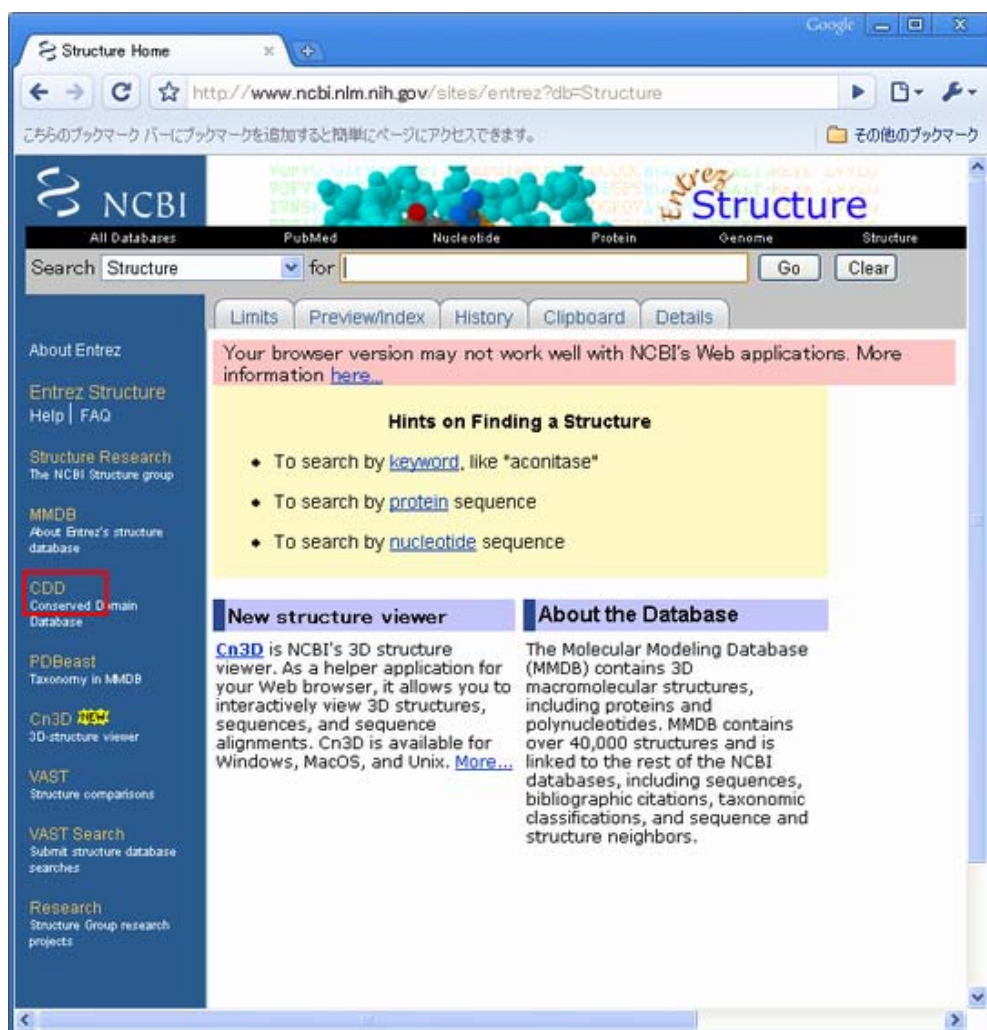 Google
Structure Home
http://www.ncbi.nlm.nih.gov/sites/entrez?db=Structure
こちらのブックマーク バーにブックマークを追加すると簡単にページにアクセスできます。
その他のブックマーク
NCBI
Entrez
Structure
All Databases PubMed Nucleotide Protein Genome Structure
Search Structure for Go Clear
Limits Preview/Index History Clipboard Details
About Entrez
Entrez Structure
Help | FAQ
Structure Research
The NCBI Structure group
MMDB
About Entrez's structure
database
CDD
Conserved Domain
Database
PDBeast
Taxonomy in MMDB
Cn3D NEW
3D-structure viewer
VAST
Structure comparisons
VAST Search
Submit structure database
searches
Research
Structure Group research
projects
Your browser version may not work well with NCBI's Web applications. More
information here...
Hints on Finding a Structure
• To search by keyword, like "aconitase"
• To search by protein sequence
• To search by nucleotide sequence
New structure viewer
Cn3D is NCBI's 3D structure
viewer. As a helper application for
your Web browser, it allows you to
interactively view 3D structures,
sequences, and sequence
alignments. Cn3D is available for
Windows, MacOS, and Unix. More...
About the Database
The Molecular Modeling Database
(MMDB) contains 3D
macromolecular structures,
including proteins and
polynucleotides. MMDB contains
over 40,000 structures and is
linked to the rest of the NCBI
databases, including sequences,
bibliographic citations, taxonomic
classifications, and sequence and
structure neighbors.